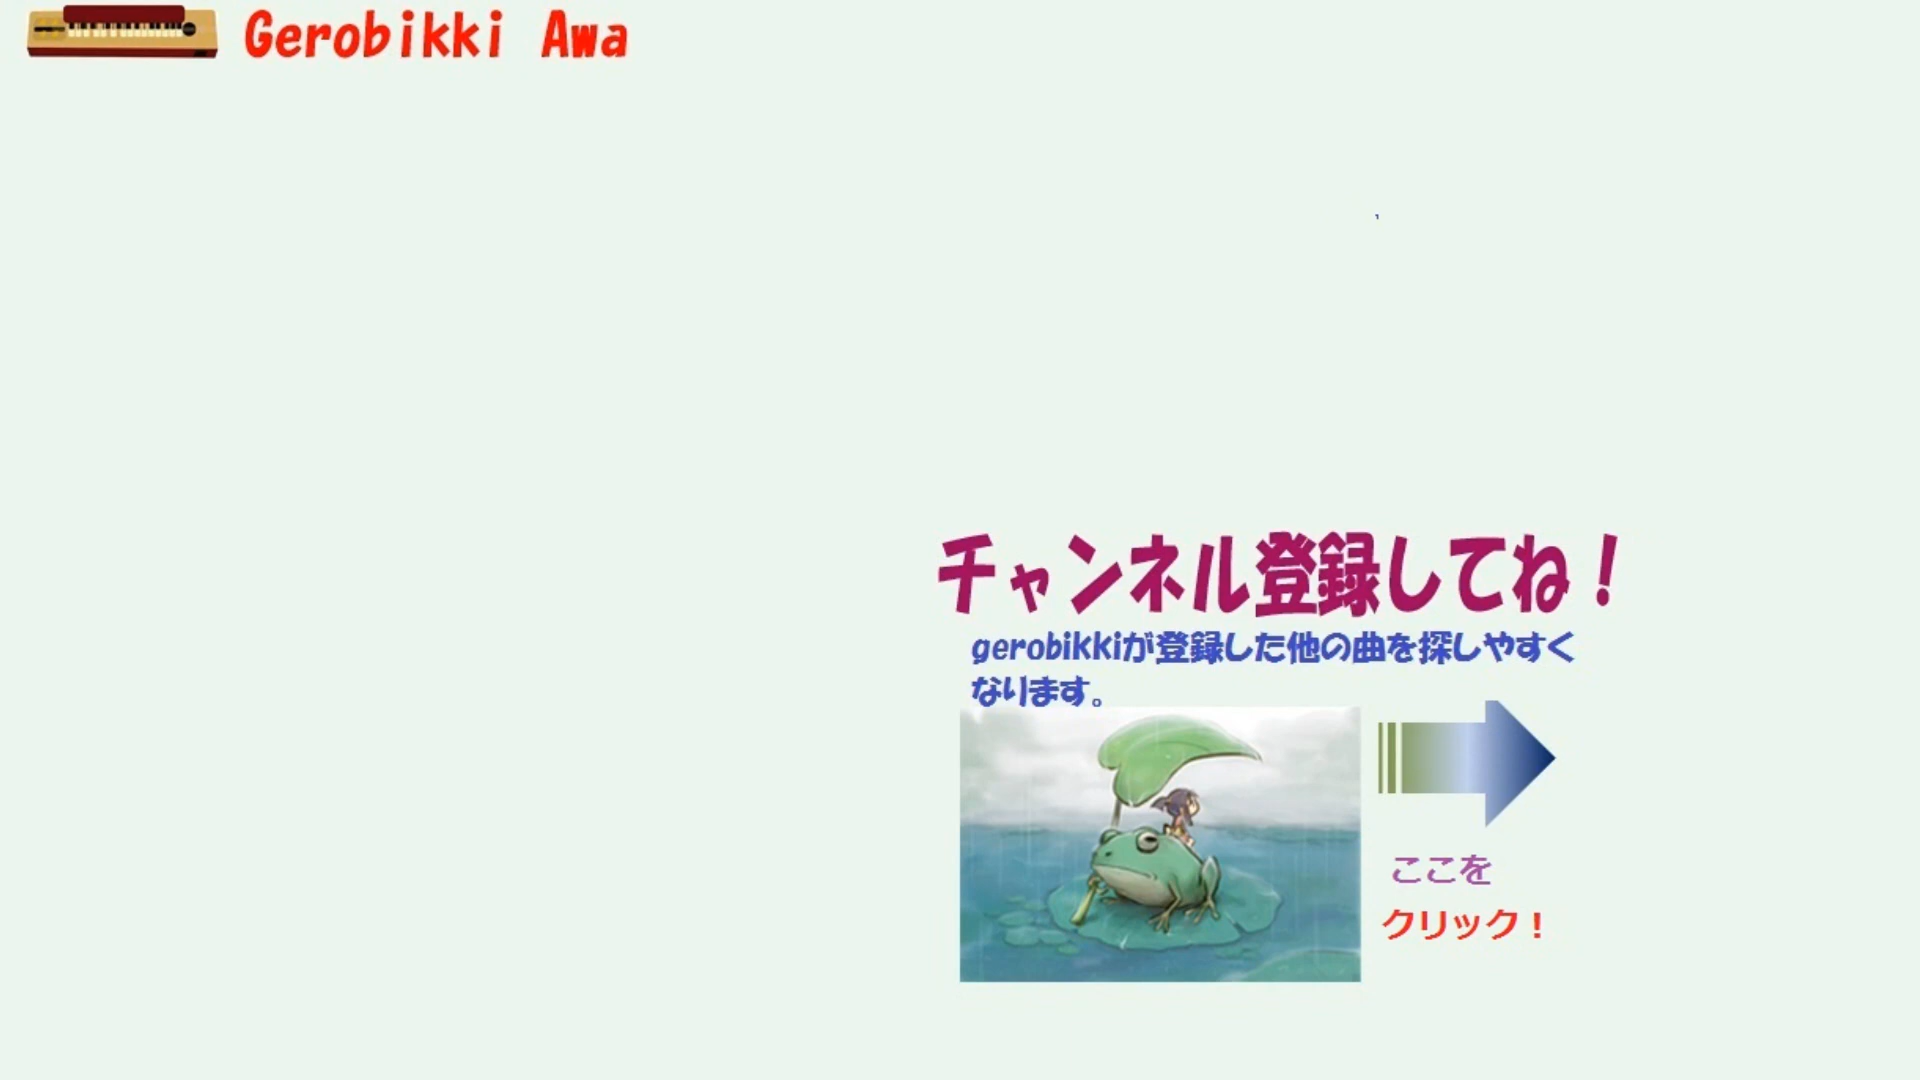 Gerobikki Awa
チャンネル登録してね！
gerobikkiが登録した他の曲を探しやすく
なります。
ここを
クリック！